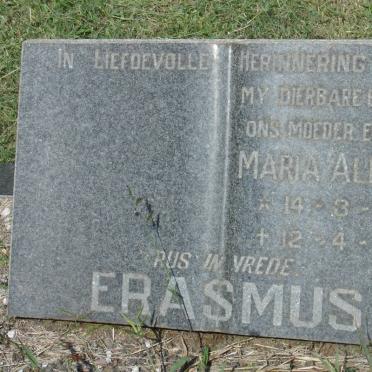 IN LIEFDEVOLLE HERINNERING
MY DIERBARE
ONS MOEDER E
MARIA AL
* 14 - 3 -
† 12 - 4 -
RUS IN VREDE.
ERASMUS